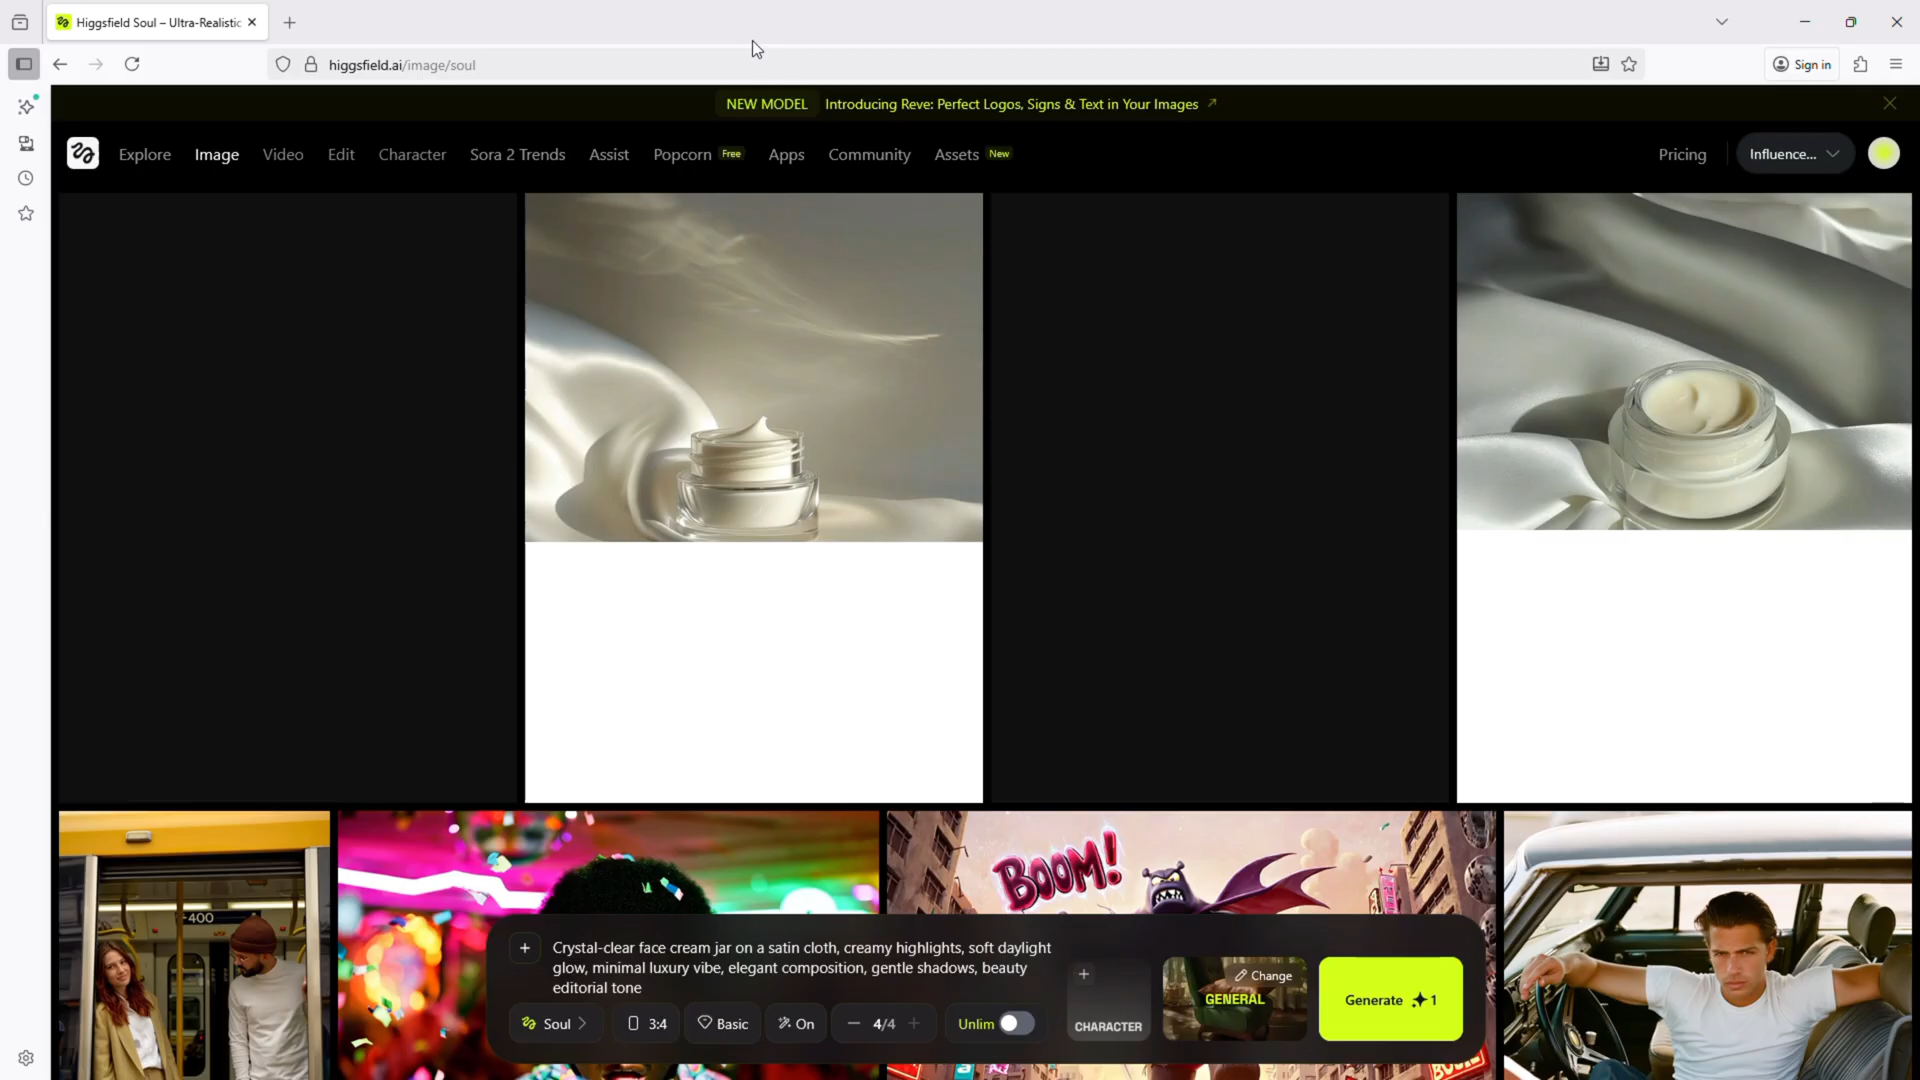 Higgsfield Soul – Ultra-Realistic
higgsfield.ai/image/soul
Sign in
NEW MODEL Introducing Reve: Perfect Logos, Signs & Text in Your Images
Explore Image Video Edit Character Sora 2 Trends Assist Popcorn Free Apps Community Assets New
Pricing Influence...
400
BOOM!
Crystal-clear face cream jar on a satin cloth, creamy highlights, soft daylight
glow, minimal luxury vibe, elegant composition, gentle shadows, beauty
editorial tone
Soul 3:4 Basic On 4/4 Unlim
CHARACTER
Change
GENERAL
Generate 1